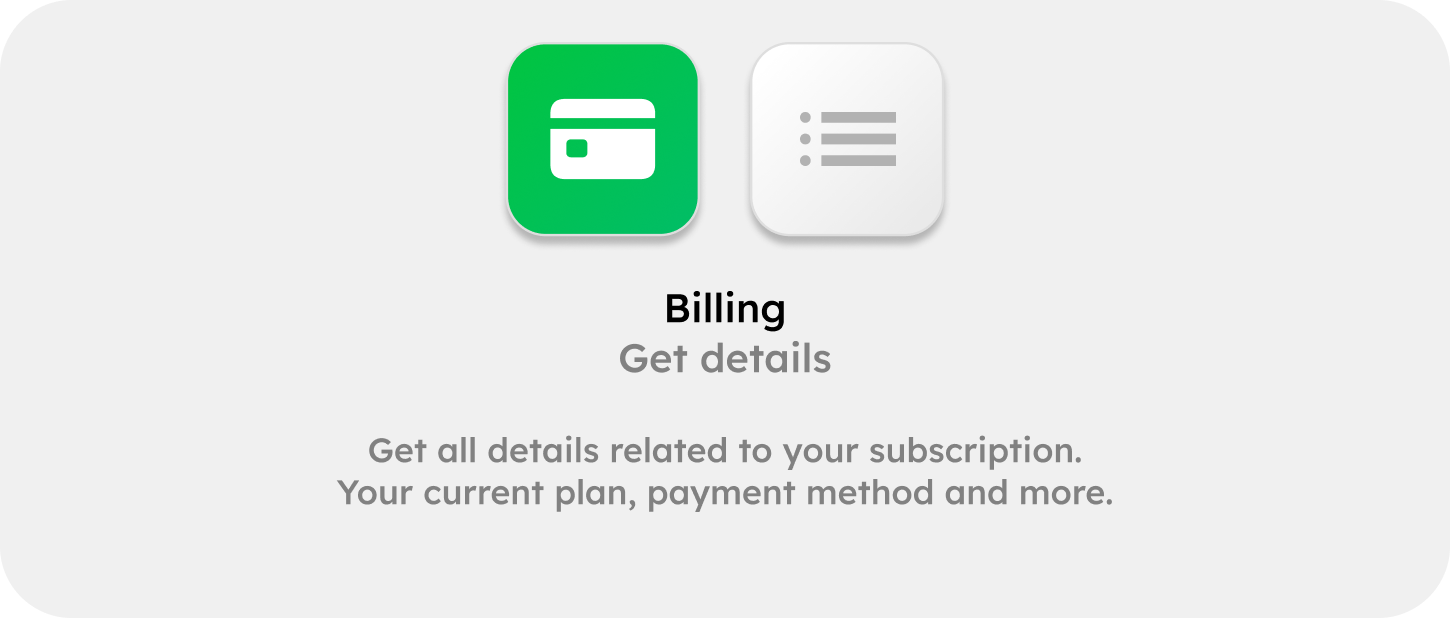 Billing
Get details
Get all details related to your subscription.
Your current plan, payment method and more.